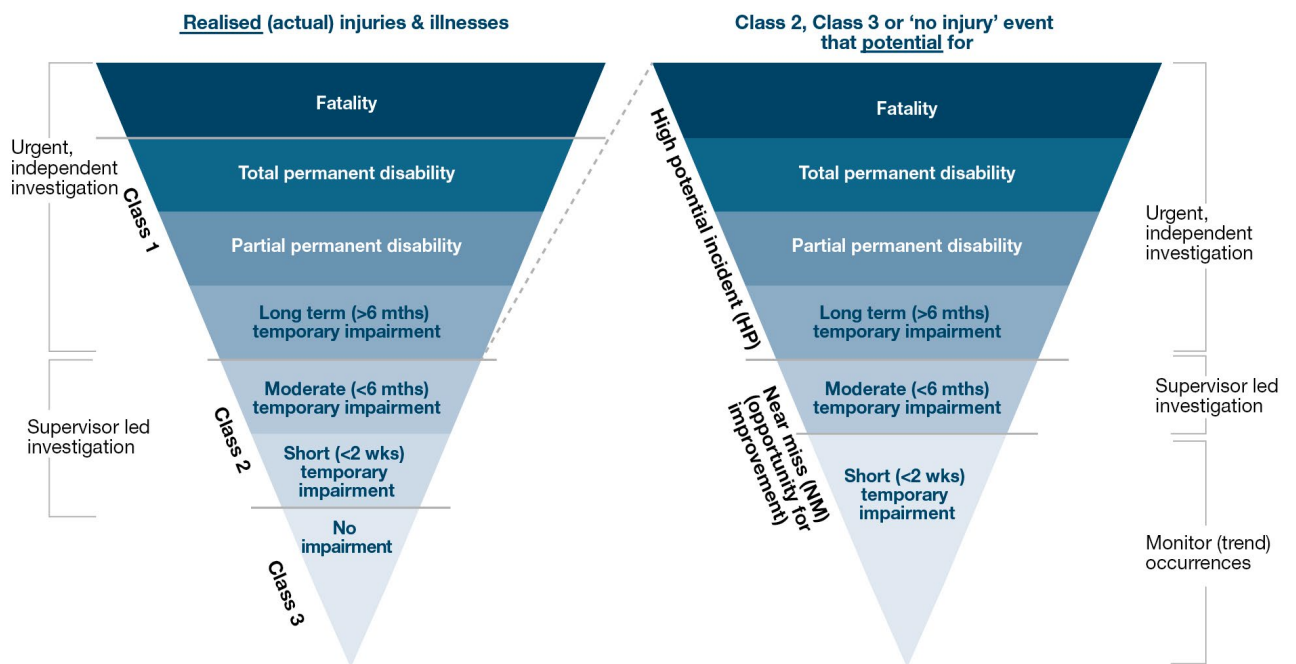 Realised (actual) injuries & illnesses
Urgent,
independent
investigation
Supervisor led
investigation
Class 1
Class 2
Class 3
Fatality
Total permanent disability
Partial permanent disability
Long term (>6 mths)
temporary impairment
Moderate (<6 mths)
temporary impairment
Short (<2 wks)
temporary
impairment
No
impairment
Class 2, Class 3 or ‘no injury’ event
that potential for
High potential incident (HP)
Near miss (NM)
(opportunity for
improvement)
Fatality
Total permanent disability
Partial permanent disability
Long term (>6 mths)
temporary impairment
Moderate (<6 mths)
temporary impairment
Short (<2 wks)
temporary
impairment
Urgent,
independent
investigation
Supervisor led
investigation
Monitor (trend)
occurrences